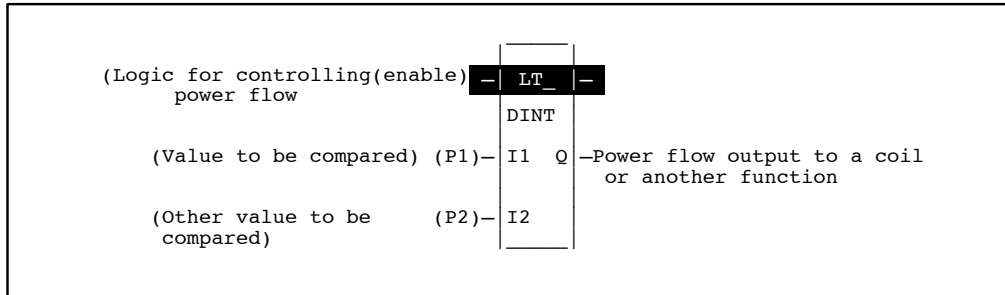 (Logic for controlling(enable) –| LT_ |–
power flow
DINT
(Value to be compared) (P1)–| I1 Q |–Power flow output to a coil
or another function
(Other value to be (P2)–| I2
compared)